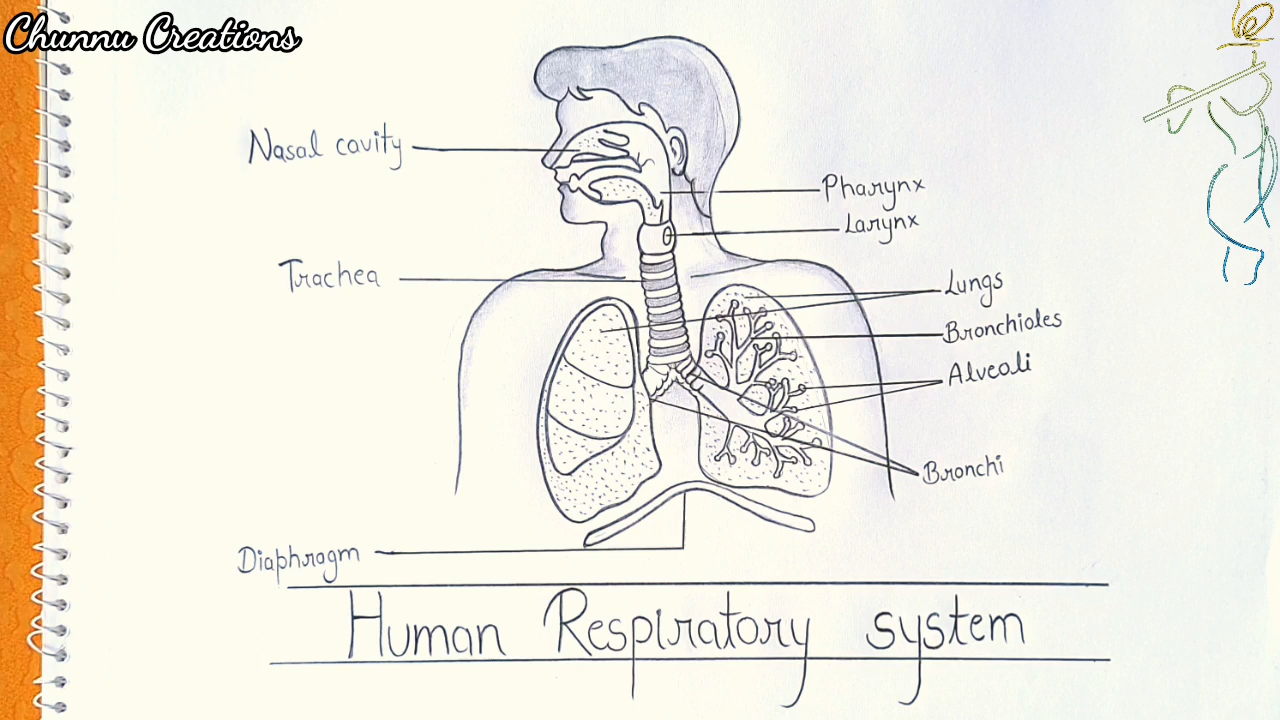 Chunnu Creations
Nasal cavity
Pharynx
Larynx
Trachea
Lungs
Bronchioles
Alveoli
Bronchi
Diaphragm
Human Respiratory system